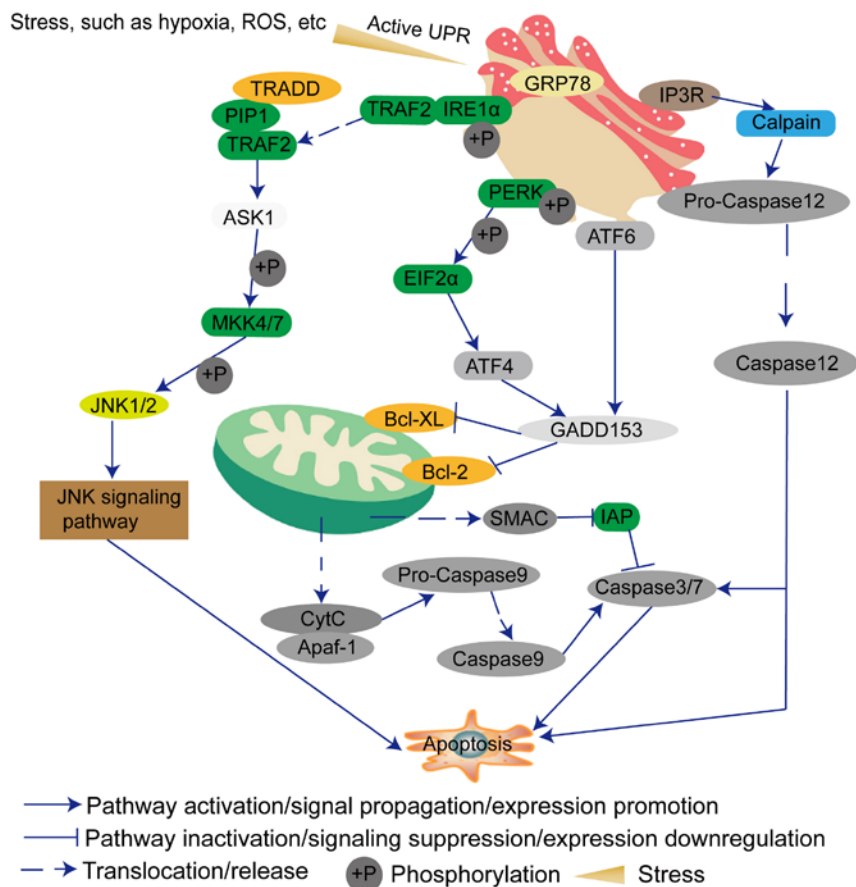 Stress, such as hypoxia, ROS, etc
Active UPR
GRP78
TRADD
PIP1
TRAF2
TRAF2
IRE1α
+P
IP3R
Calpain
Pro-Caspase12
PERK
+P
+P
ATF6
ASK1
+P
EIF2α
MKK4/7
+P
ATF4
Caspase12
JNK1/2
Bcl-XL
GADD153
Bcl-2
JNK signaling
pathway
SMAC
IAP
Pro-Caspase9
Caspase3/7
CytC
Apaf-1
Caspase9
Apoptosis
Pathway activation/signal propagation/expression promotion
Pathway inactivation/signaling suppression/expression downregulation
Translocation/release
+P
Phosphorylation
Stress